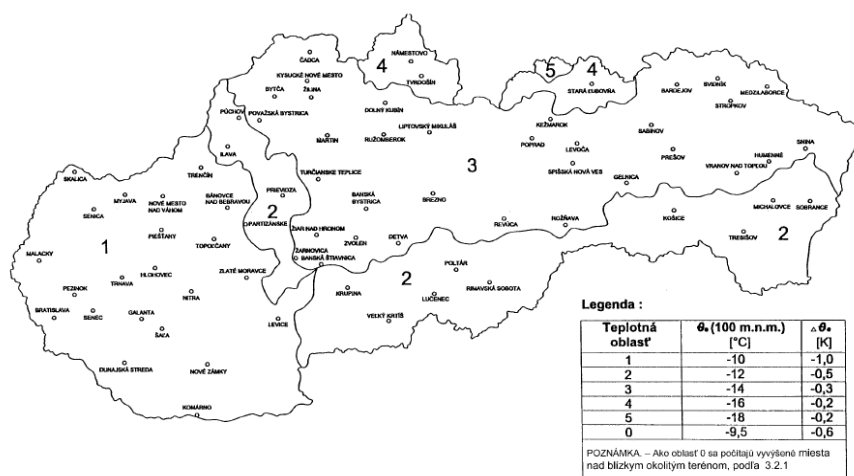 ČADCA
KYSUCKÉ NOVÉ MESTO
BYTČA
ŽILINA
PÚCHOV
POVAŽSKÁ BYSTRICA
4
NÁMESTOVO
TVRDOŠÍN
DOLNÝ KUBÍN
5
4
STARÁ ĽUBOVŇA
BARDEJOV
SVIDNÍK
STROPKOV
MEDZILABORCE
MARTIN
RUŽOMBEROK
LIPTOVSKÝ MIKULÁŠ
KEŽMAROK
POPRAD
LEVOČA
SABINOV
PREŠOV
HUMENNÉ
SNINA
VRANOV NAD TOPĽOU
ILAVA
TRENČÍN
SKALICA
MYJAVA
NOVÉ MESTO
NAD VÁHOM
BÁNOVCE
NAD BEBRAVOU
PRIEVIDZA
TURČIANSKE TEPLICE
3
SPIŠSKÁ NOVÁ VES
GELNICA
SENICA
2
PARTIZÁNSKE
BANSKÁ
BYSTRICA
BREZNO
REVÚCA
ROŽŇAVA
KOŠICE
MICHALOVCE
SOBRANCE
TREBIŠOV
2
1
PIEŠŤANY
TOPOĽČANY
ŽIAR NAD HRONOM
ZVOLEN
DETVA
ŽARNOVICA
BANSKÁ ŠTIAVNICA
MALACKY
HLOHOVEC
TRNAVA
ZLATÉ MORAVCE
NITRA
2
POLTÁR
KRUPINA
LUČENEC
RIMAVSKÁ SOBOTA
VEĽKÝ KRTÍŠ
PEZINOK
BRATISLAVA
SENEC
GALANTA
ŠAĽA
LEVICE
DUNAJSKÁ STREDA
NOVÉ ZÁMKY
KOMÁRNO
Legenda :
Teplotná oblasť θₑ (100 m.n.m.) [°C] △θₑ [K]
1 -10 -1,0
2 -12 -0,5
3 -14 -0,3
4 -16 -0,2
5 -18 -0,2
0 -9,5 -0,6
POZNÁMKA. – Ako oblasť 0 sa počítajú vyvýšené miesta
nad blízkym okolitým terénom, podľa 3.2.1